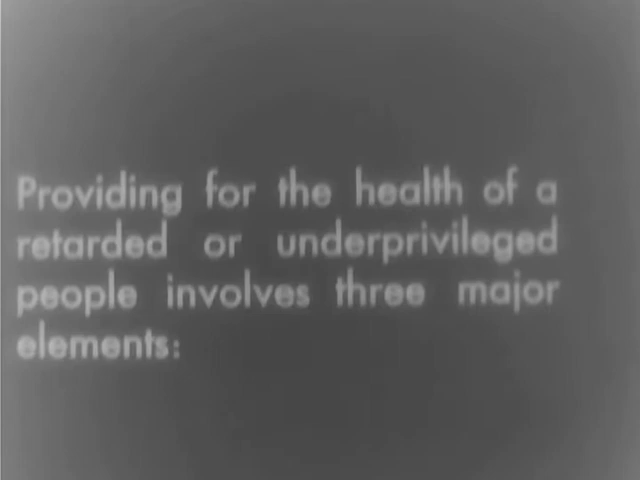 Providing for the health of a
retarded or underprivileged
people involves three major
elements: